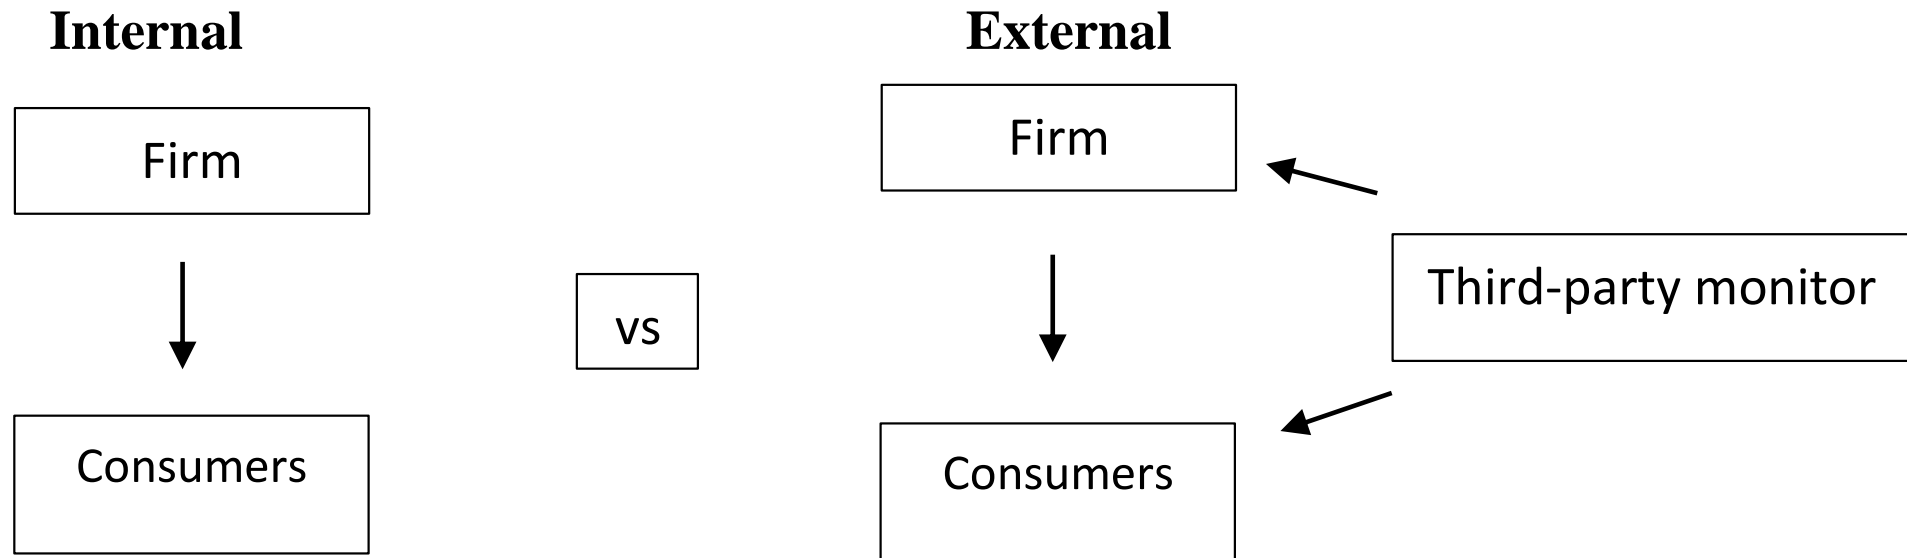 Internal
Firm
Consumers
vs
External
Firm
Consumers
Third-party monitor